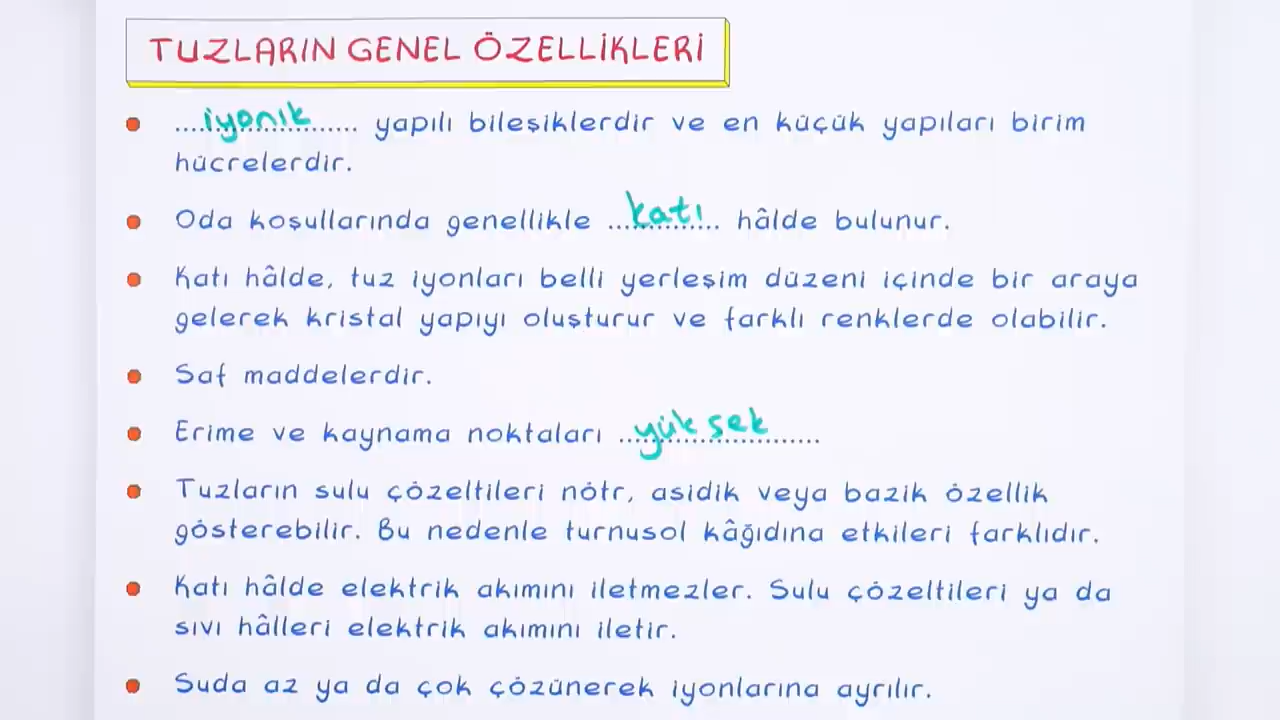 TUZLARIN GENEL ÖZELLİKLERİ
....iyonik.... yapılı bileşiklerdir ve en küçük yapıları birim
hücrelerdir.
Oda koşullarında genellikle ....katı.... hâlde bulunur.
Katı hâlde, tuz iyonları belli yerleşim düzeni içinde bir araya
gelerek kristal yapıyı oluşturur ve farklı renklerde olabilir.
Saf maddelerdir.
Erime ve kaynama noktaları ....yüksek....
Tuzların sulu çözeltileri nötr, asidik veya bazik özellik
gösterebilir. Bu nedenle turnusol kâğıdına etkileri farklıdır.
Katı hâlde elektrik akımını iletmezler. Sulu çözeltileri ya da
sıvı hâlleri elektrik akımını iletir.
Suda az ya da çok çözünerek iyonlarına ayrılır.